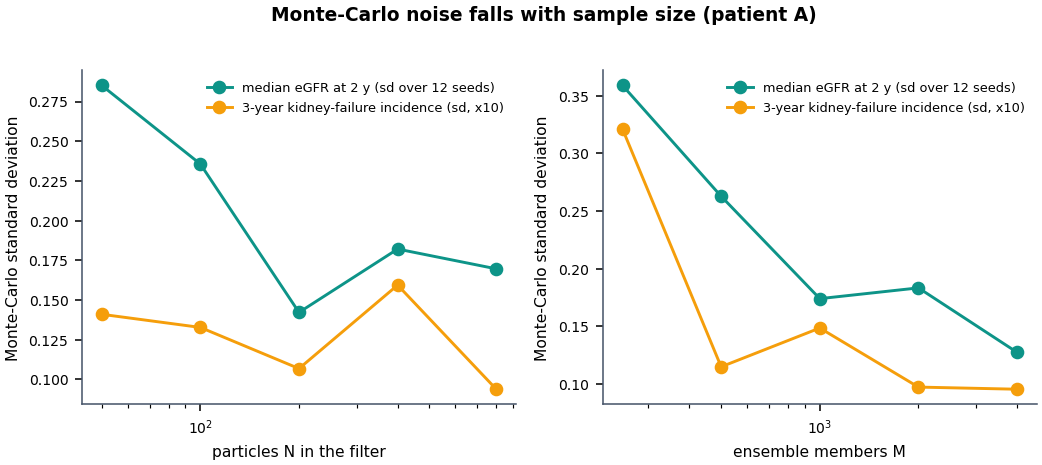 Monte-Carlo noise falls with sample size (patient A)
median eGFR at 2 y (sd over 12 seeds)
3-year kidney-failure incidence (sd, x10)
Monte-Carlo standard deviation
0.275
0.250
0.225
0.200
0.175
0.150
0.125
0.100
10²
particles N in the filter
median eGFR at 2 y (sd over 12 seeds)
3-year kidney-failure incidence (sd, x10)
Monte-Carlo standard deviation
0.35
0.30
0.25
0.20
0.15
0.10
10³
ensemble members M